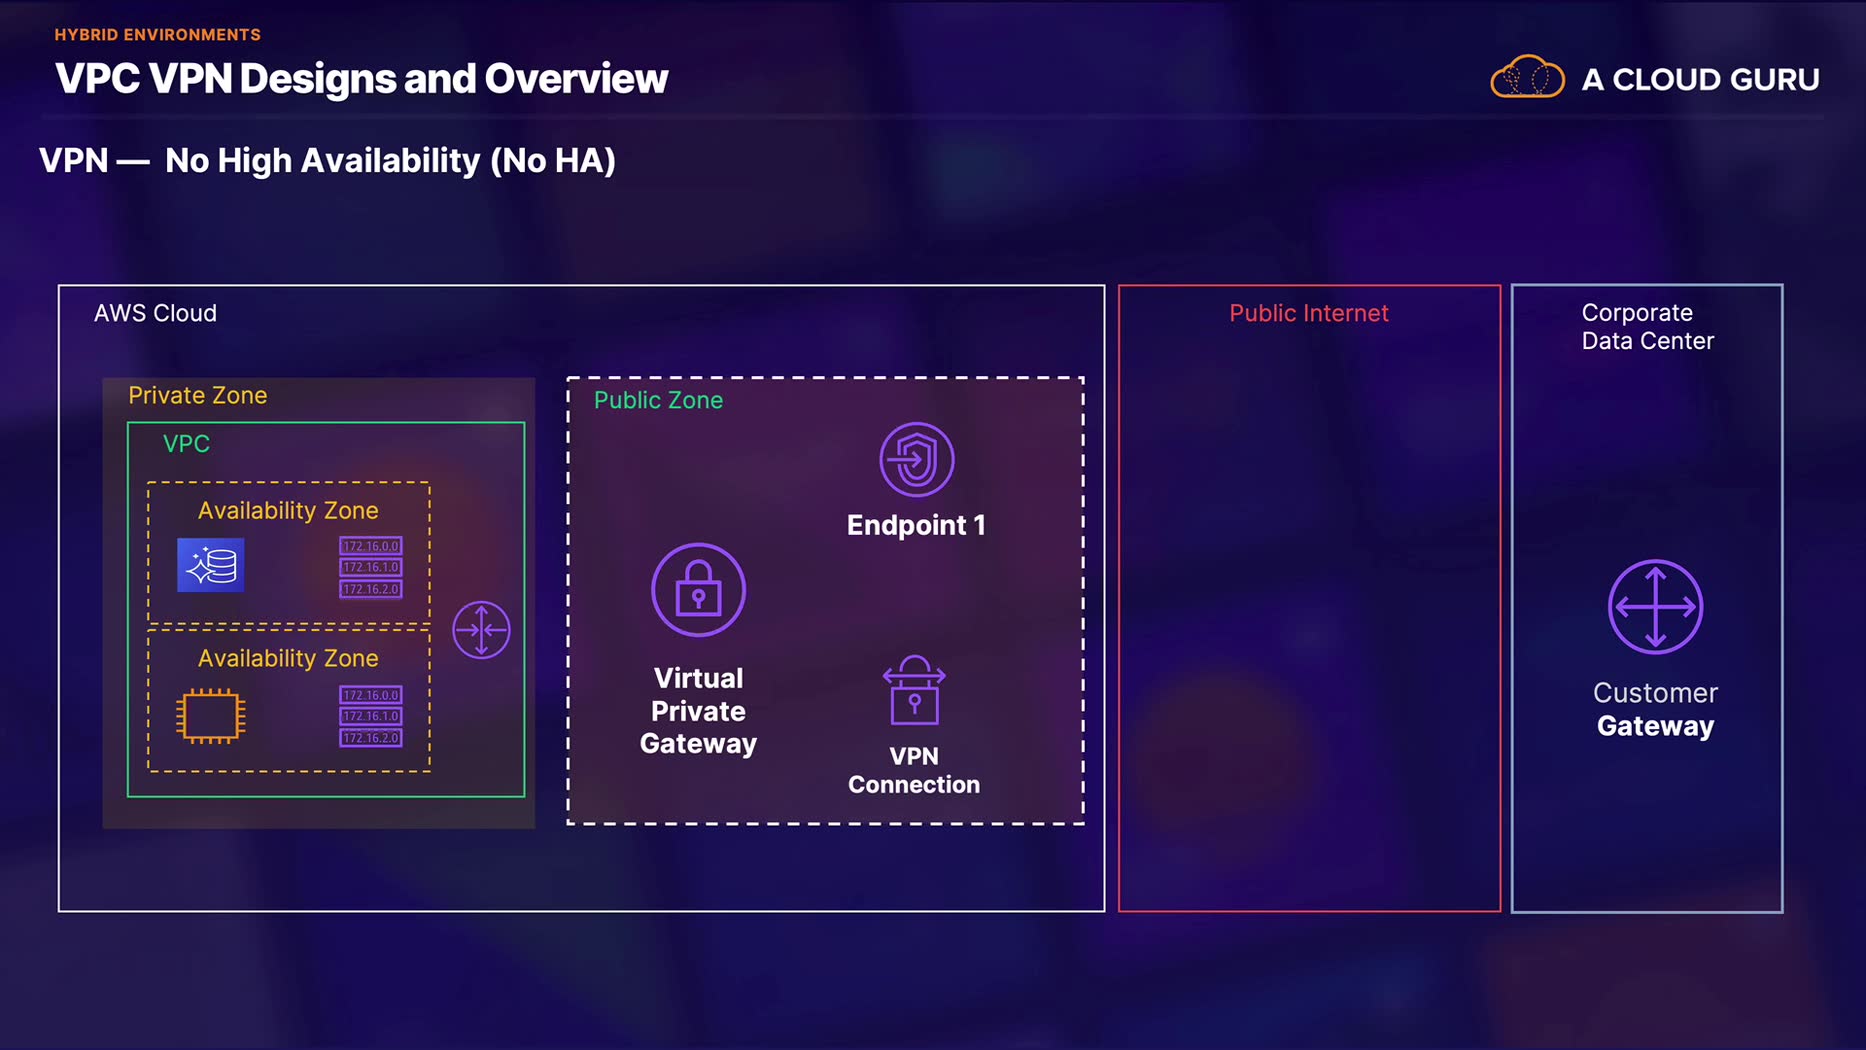 HYBRID ENVIRONMENTS
VPC VPN Designs and Overview
A CLOUD GURU
VPN — No High Availability (No HA)
AWS Cloud
Private Zone
VPC
Availability Zone
172.16.0.0
172.16.1.0
172.16.2.0
Availability Zone
172.16.0.0
172.16.1.0
172.16.2.0
Public Zone
Endpoint 1
Virtual
Private
Gateway
VPN
Connection
Public Internet
Corporate
Data Center
Customer
Gateway